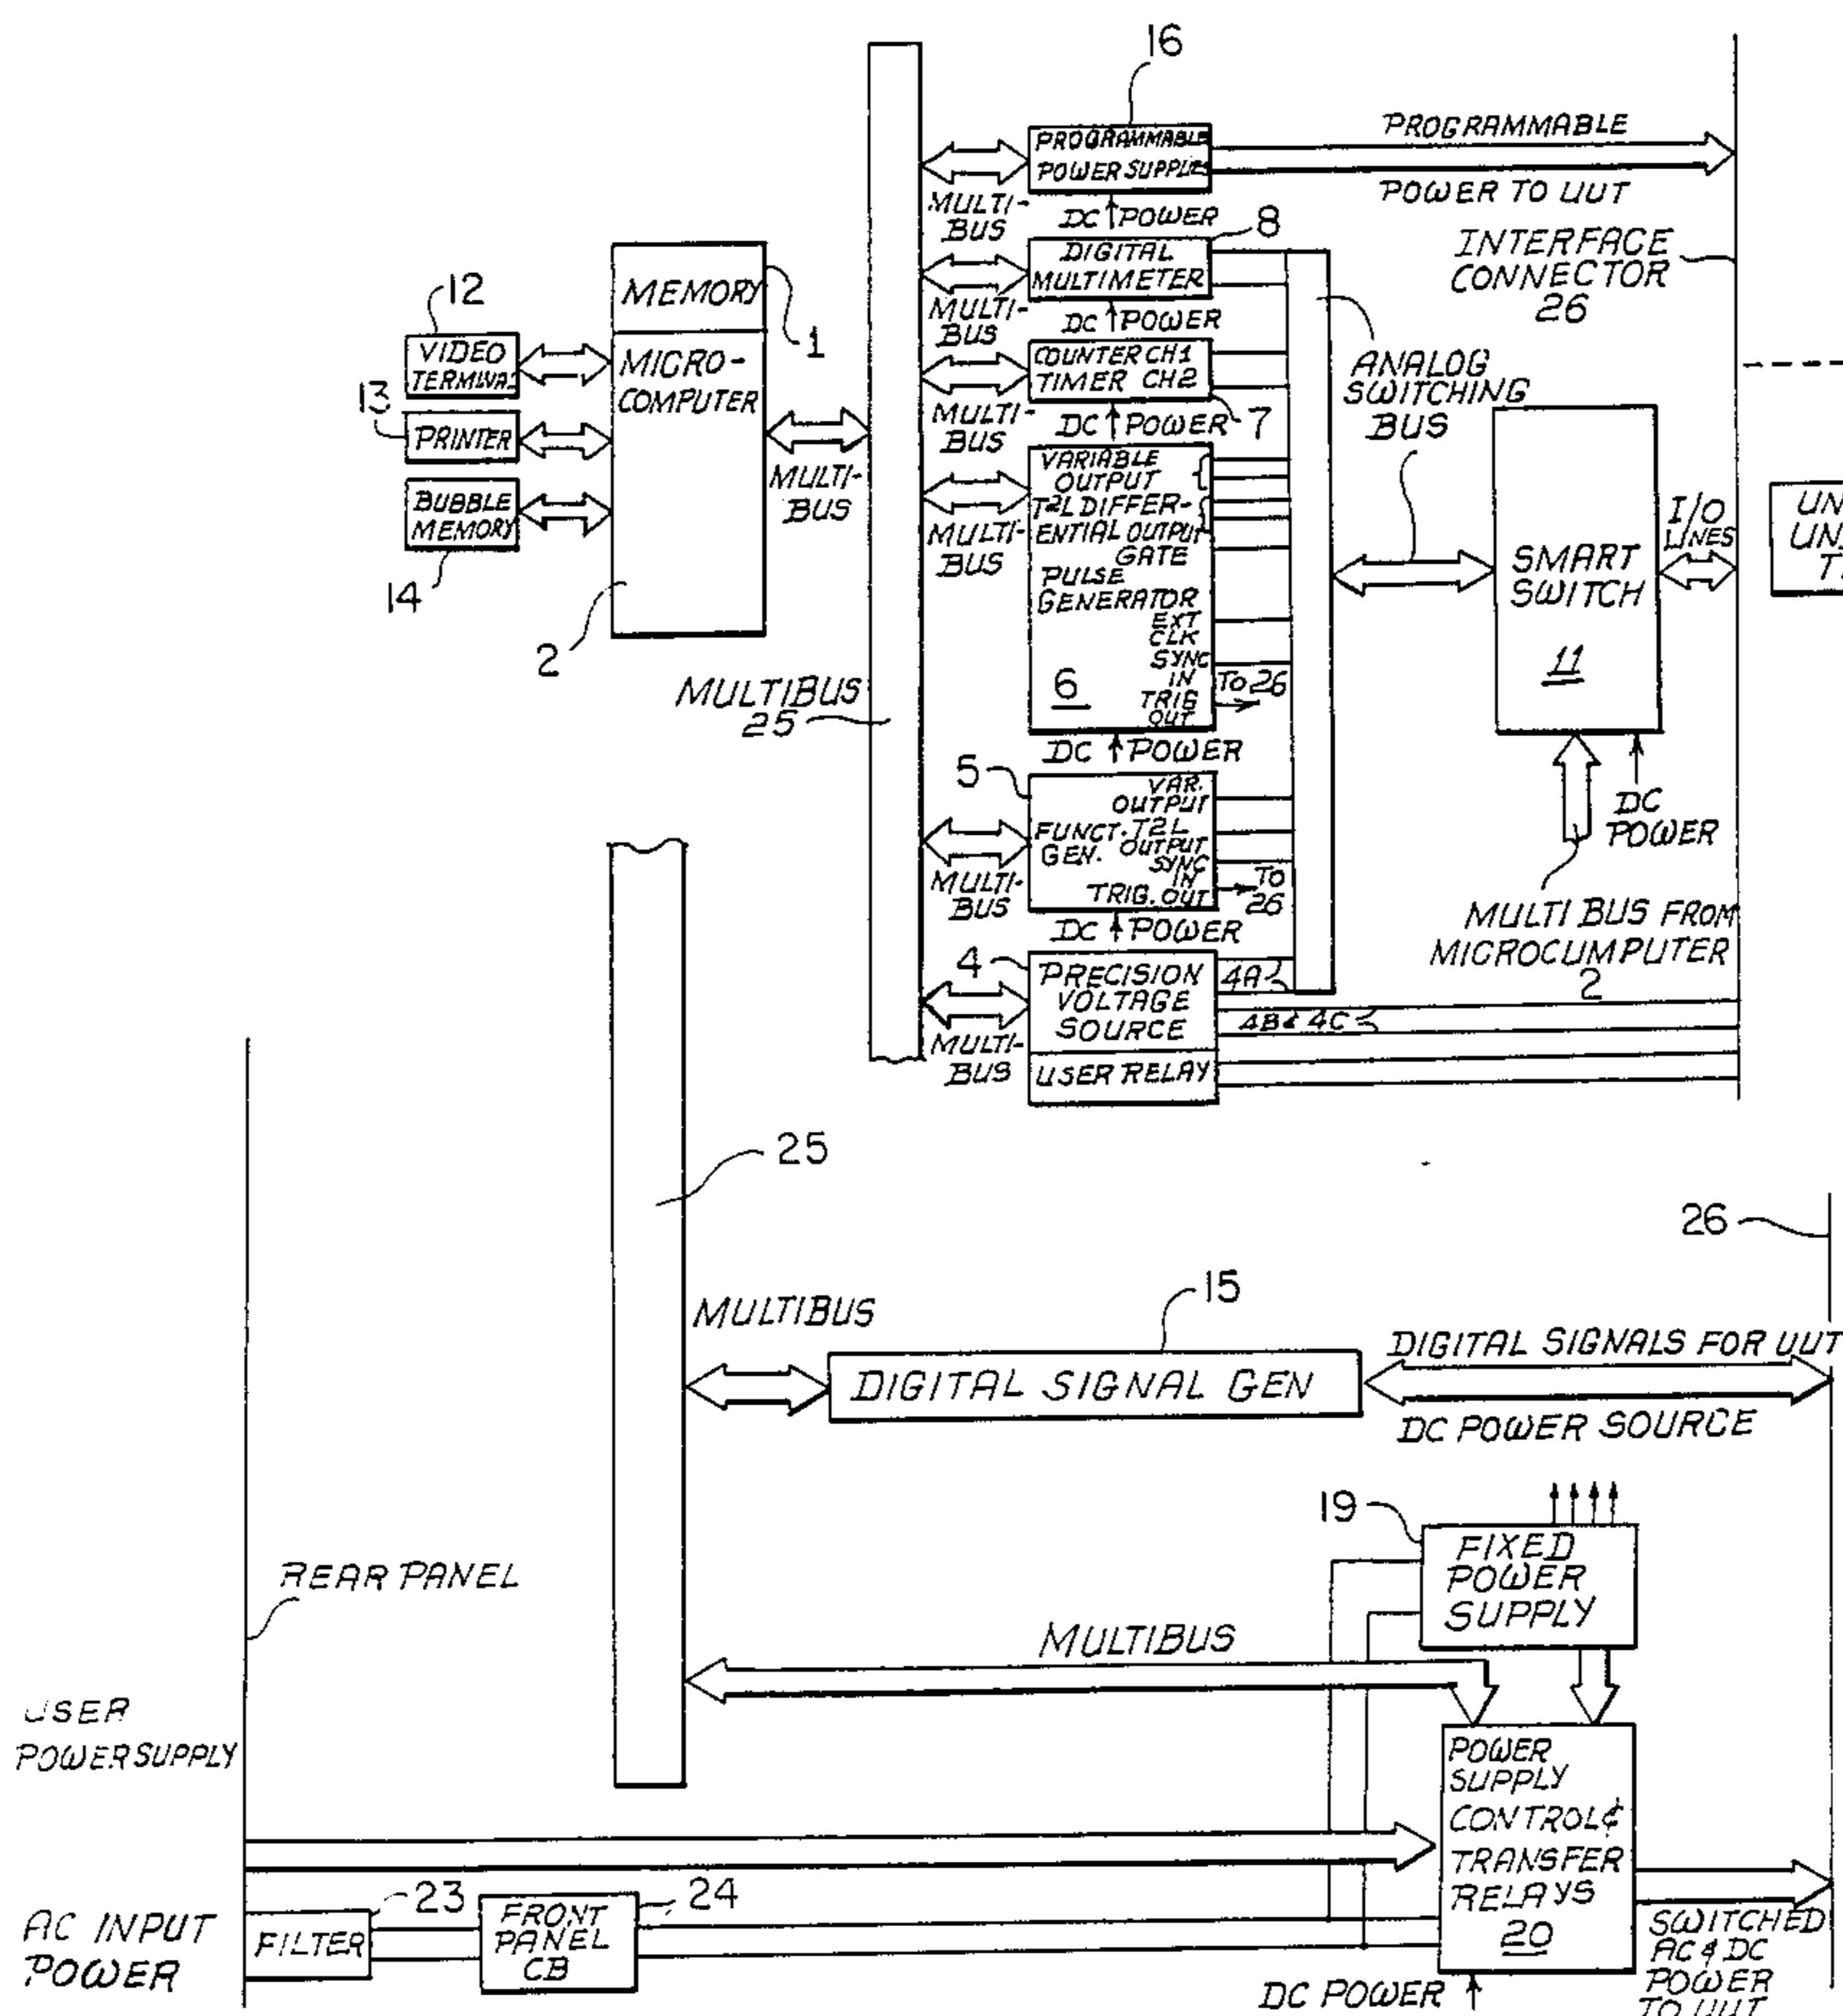 16
PROGRAMMABLE
POWER SUPPLIES
PROGRAMMABLE
POWER TO UUT
MULTI-
BUS
DC POWER
8
DIGITAL
MULTIMETER
INTERFACE
CONNECTOR
26
MEMORY
1
12
VIDEO
TERMINAL
MICRO-
COMPUTER
13
PRINTER
BUBBLE
MEMORY
14
2
MULTI-
BUS
MULTIBUS
25
MULTI-
BUS
DC POWER
COUNTER CH1
TIMER CH2
7
MULTI-
BUS
DC POWER
VARIABLE
OUTPUT
T2L DIFFER-
ENTIAL OUTPUT
GATE
PULSE
GENERATOR
EXT
CLK
SYNC
IN
TRIG
OUT
6
TO 26
MULTI-
BUS
DC POWER
ANALOG
SWITCHING
BUS
SMART
SWITCH
11
I/O
LINES
UN
UN
T
DC
POWER
MULTI BUS FROM
MICROCUMPUTER
2
5
VAR.
OUTPUT
FUNCT. T2L
GEN. OUTPUT
SYNC
IN
TRIG. OUT
TO
26
MULTI-
BUS
DC POWER
4
PRECISION
VOLTAGE
SOURCE
4A
4B & 4C
USER RELAY
MULTI-
BUS
25
26
MULTIBUS
15
DIGITAL SIGNAL GEN
DIGITAL SIGNALS FOR UUT
DC POWER SOURCE
19
FIXED
POWER
SUPPLY
REAR PANEL
MULTIBUS
USER
POWER SUPPLY
POWER
SUPPLY
CONTROL &
TRANSFER
RELAYS
20
AC INPUT
POWER
23
FILTER
24
FRONT
PANEL
CB
DC POWER
SWITCHED
AC & DC
POWER
TO UUT